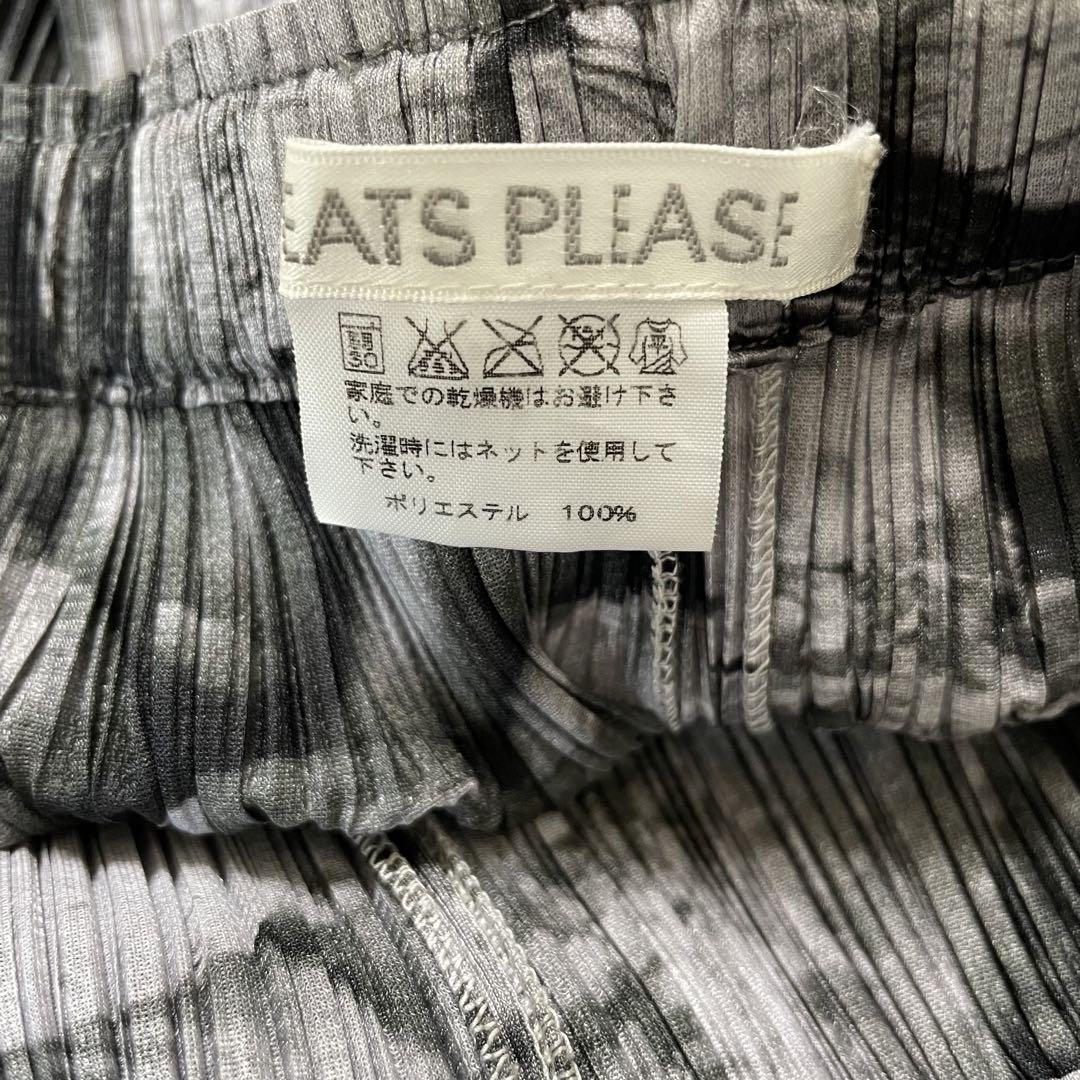 EATS PLEASE
家庭での乾燥機はお避け下さ
い。
洗濯時にはネットを使用して
下さい。
ポリエステル 100%